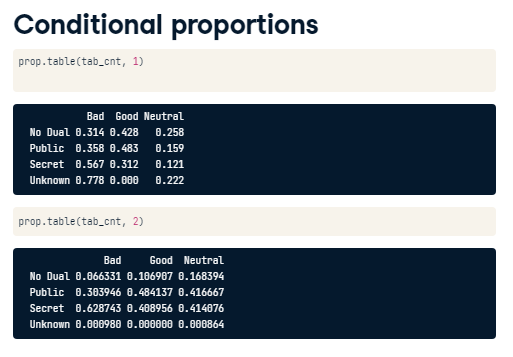 Conditional proportions
prop.table(tab_cnt, 1)
Bad Good Neutral
No Dual 0.314 0.428 0.258
Public 0.358 0.483 0.159
Secret 0.567 0.312 0.121
Unknown 0.778 0.000 0.222
prop.table(tab_cnt, 2)
Bad Good Neutral
No Dual 0.066331 0.106907 0.168394
Public 0.303946 0.484137 0.416667
Secret 0.628743 0.408956 0.414076
Unknown 0.000980 0.000000 0.000864